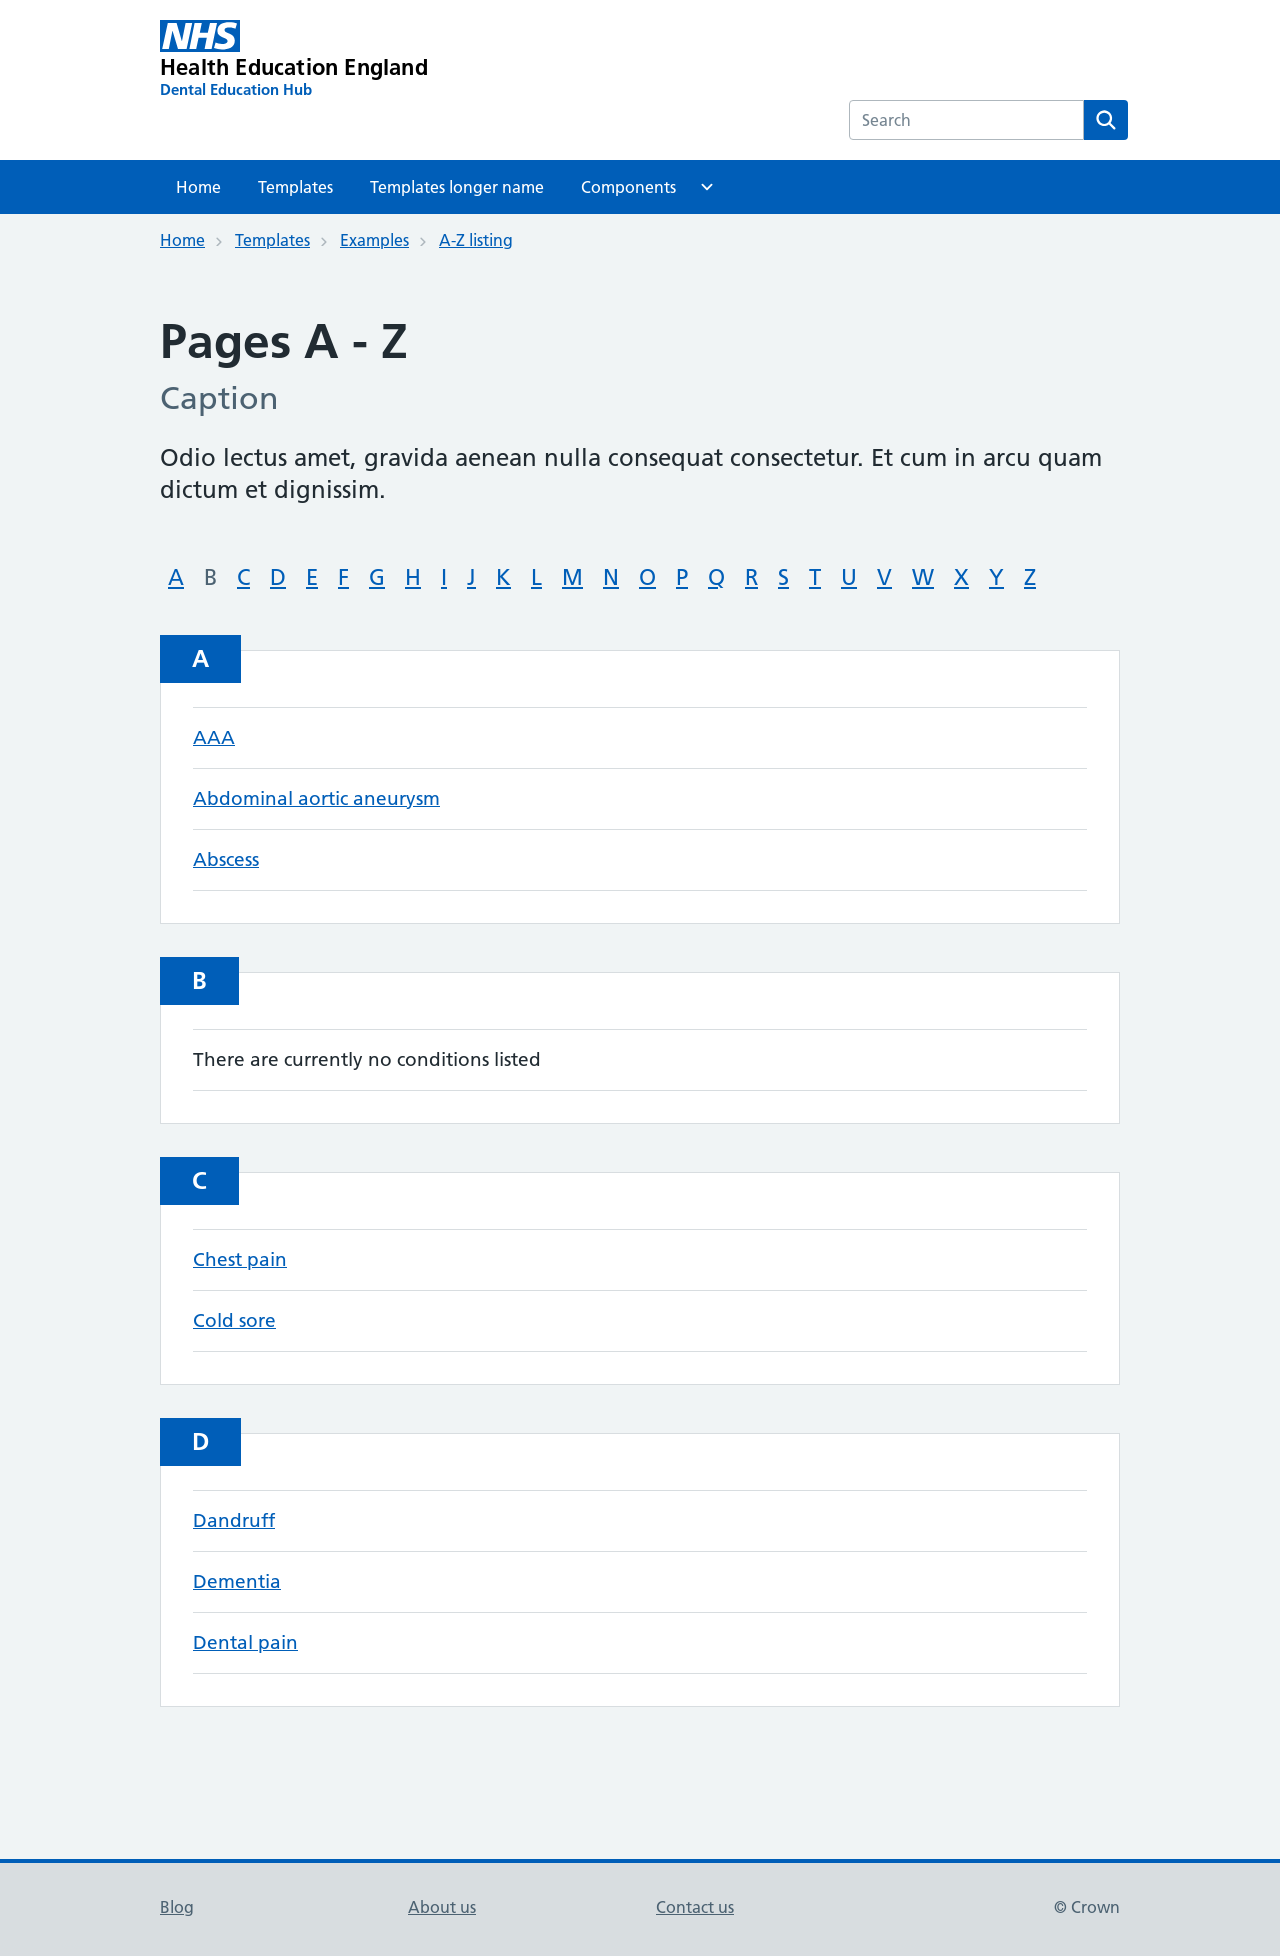 NHS
Health Education England
Dental Education Hub
Search
Home Templates Templates longer name Components
Home Templates Examples A-Z listing
Pages A - Z
Caption
Odio lectus amet, gravida aenean nulla consequat consectetur. Et cum in arcu quam
dictum et dignissim.
A B C D E F G H I J K L M N O P Q R S T U V W X Y Z
A
AAA
Abdominal aortic aneurysm
Abscess
B
There are currently no conditions listed
C
Chest pain
Cold sore
D
Dandruff
Dementia
Dental pain
Blog About us Contact us © Crown